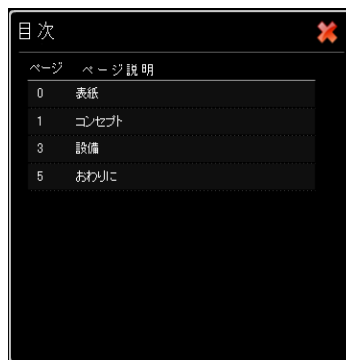 目次
ページ ページ説明
0 表紙
1 コンセプト
3 設備
5 おわりに